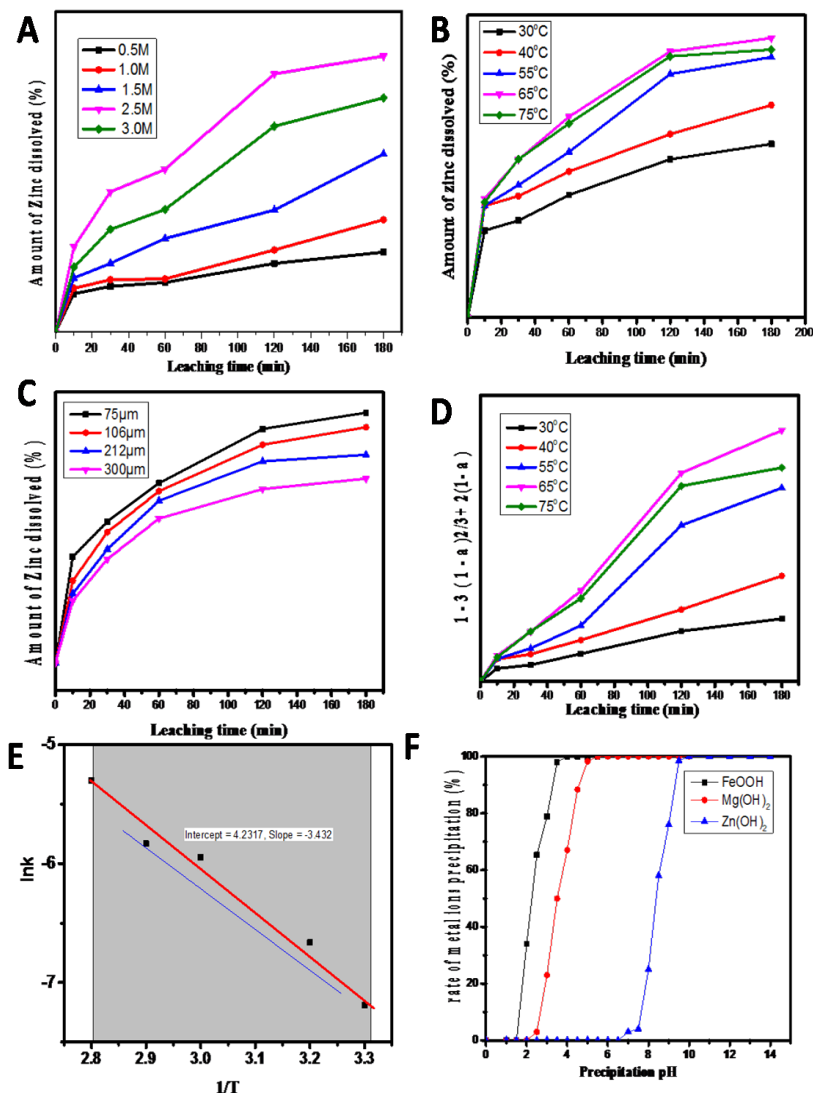 A
0.5M
1.0M
1.5M
2.5M
3.0M
Amount of Zinc dissolved (%)
0 20 40 60 80 100 120 140 160 180
Leaching time (min)
B
30°C
40°C
55°C
65°C
75°C
Amount of zinc dissolved (%)
0 20 40 60 80 100 120 140 160 180 200
Leaching time (min)
C
75µm
106µm
212µm
300µm
Amount of Zinc dissolved (%)
0 20 40 60 80 100 120 140 160 180
Leaching time (min)
D
30°C
40°C
55°C
65°C
75°C
1-3 (1-a)2/3+2(1-a)
0 20 40 60 80 100 120 140 160 180
Leaching time (min)
E
-5
-6
-7
lnk
Intercept = 4.2317, Slope = -3.432
2.8 2.9 3.0 3.1 3.2 3.3
1/T
F
FeOOH
Mg(OH)₂
Zn(OH)₂
rate of metal ions precipitation (%)
100
80
60
40
20
0
0 2 4 6 8 10 12 14
Precipitation pH